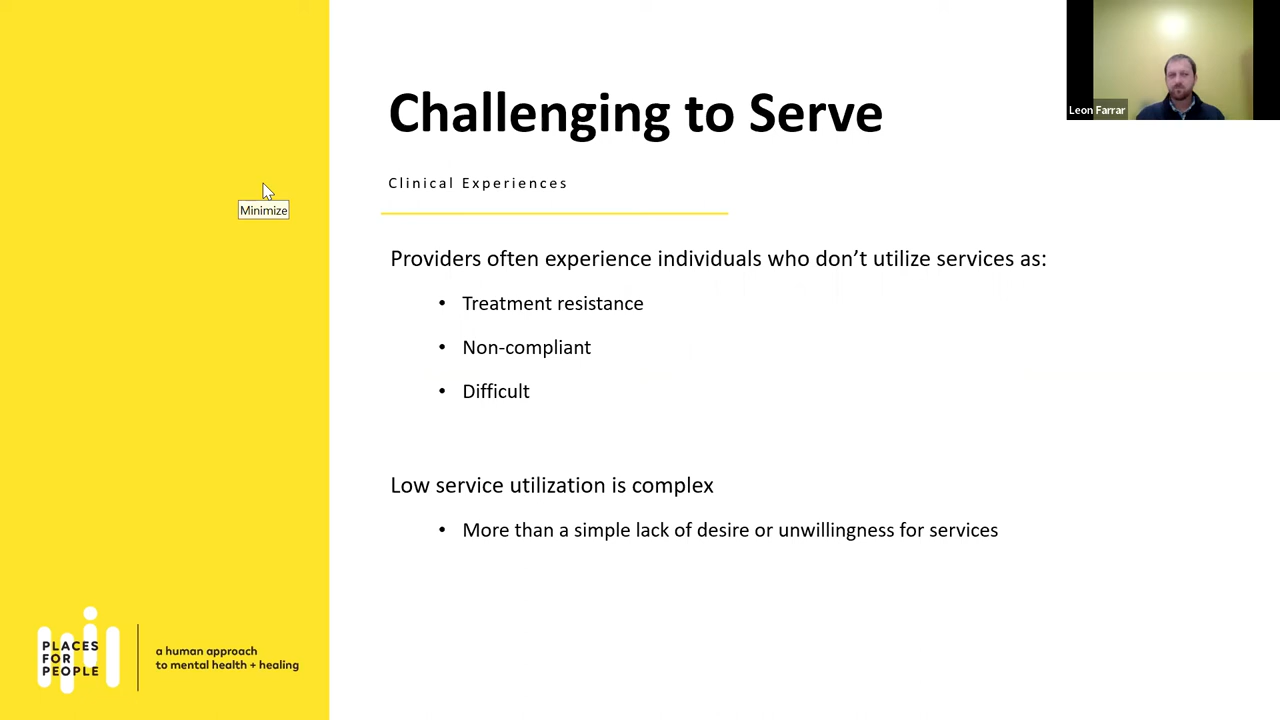 Challenging to Serve
Leon Farrar
Clinical Experiences
Minimize
Providers often experience individuals who don’t utilize services as:
• Treatment resistance
• Non-compliant
• Difficult
Low service utilization is complex
• More than a simple lack of desire or unwillingness for services
PLACES
FOR
PEOPLE
a human approach
to mental health + healing